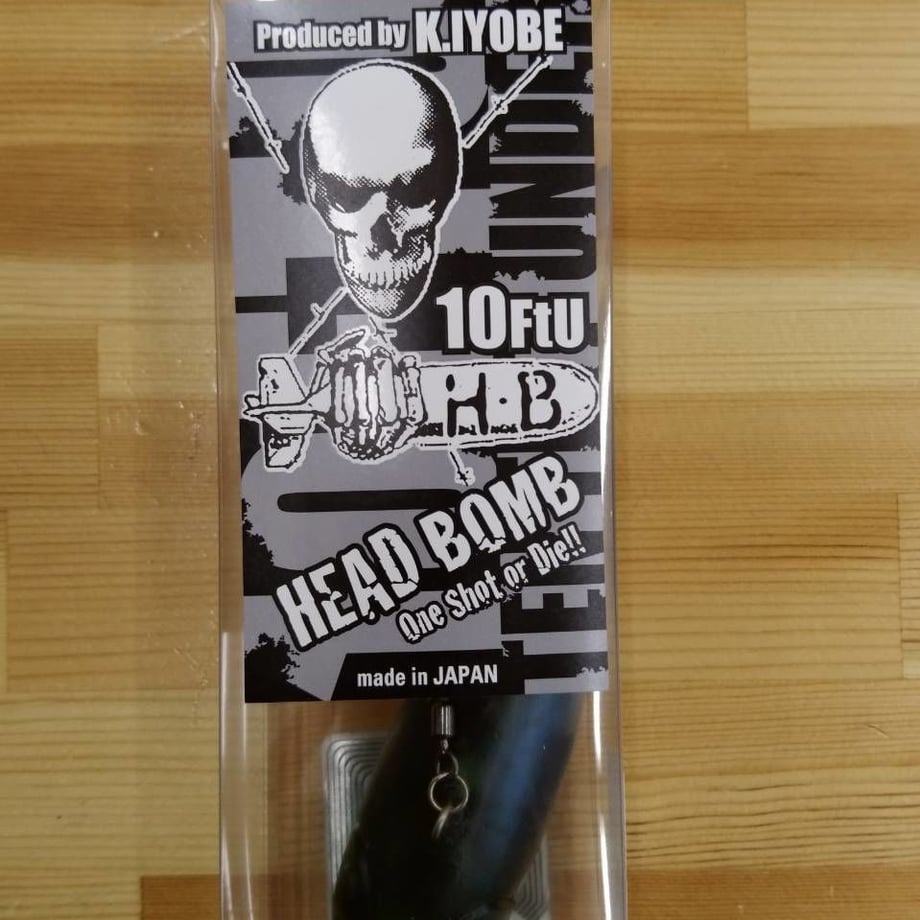 Produced by K.IYOBE
10FtU
H•B
HEAD BOMB
One Shot or Die!!
made in JAPAN